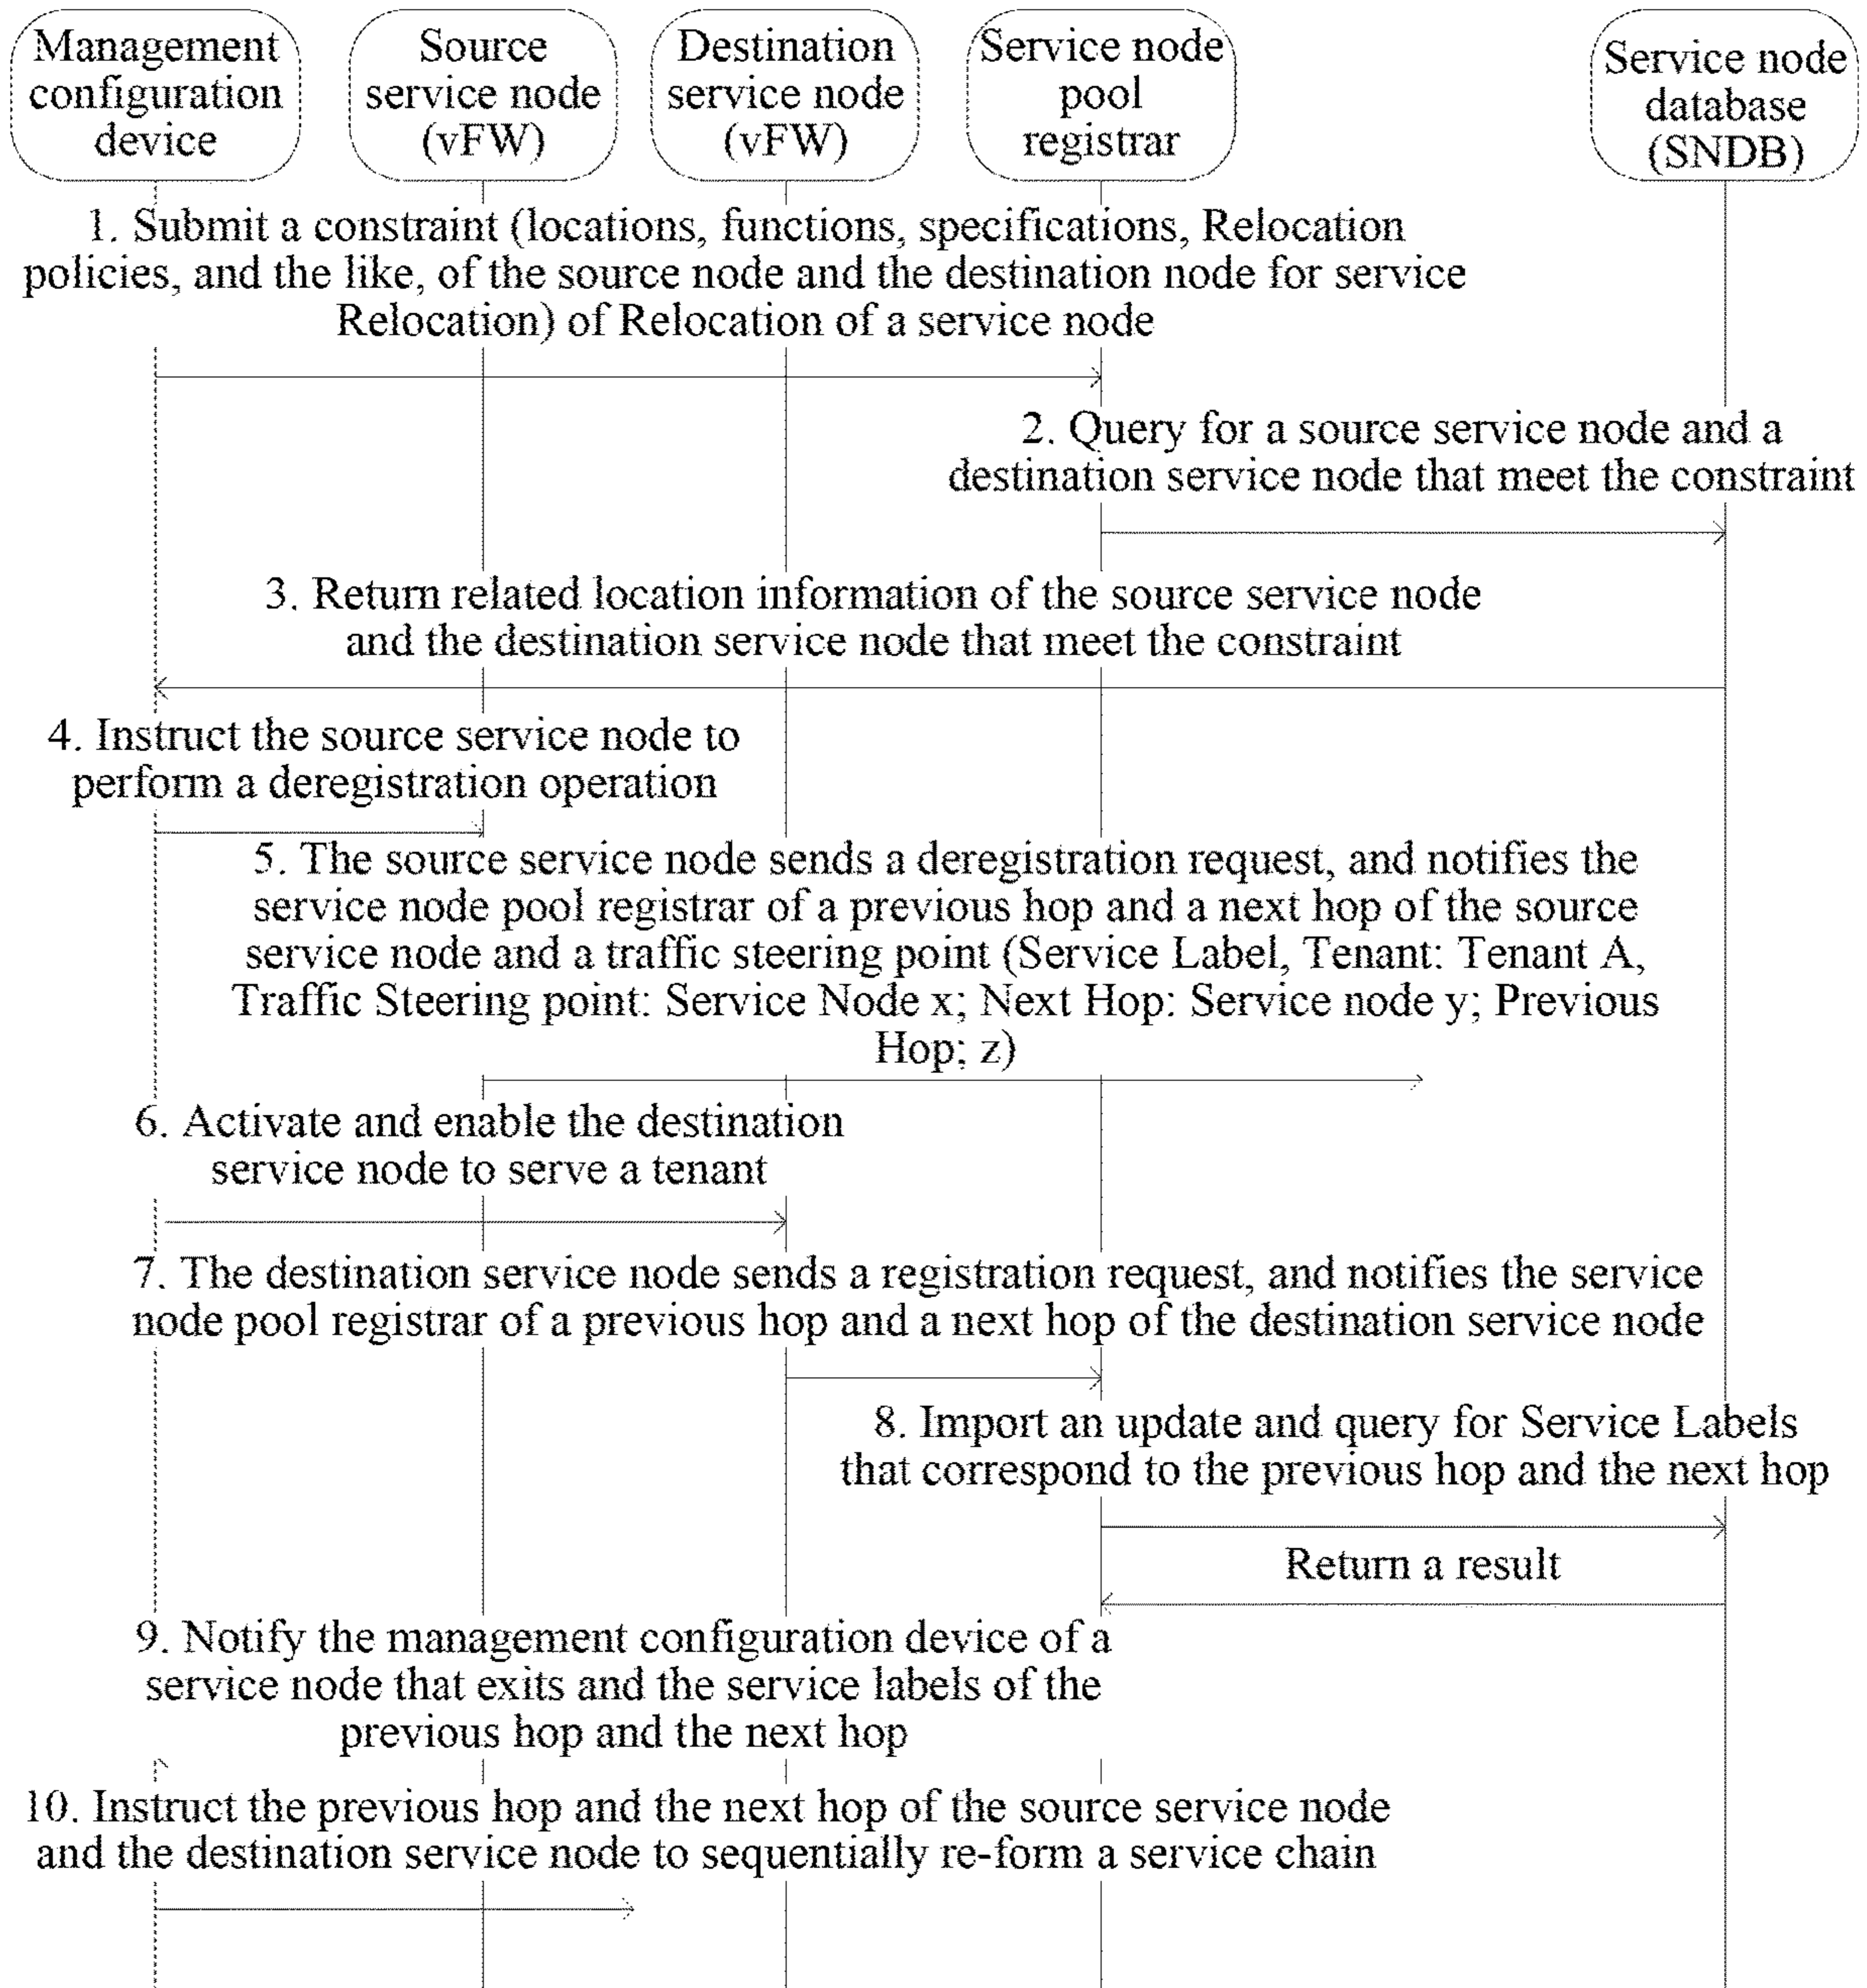 Management
configuration
device
Source
service node
(vFW)
Destination
service node
(vFW)
Service node
pool
registrar
Service node
database
(SNDB)
1. Submit a constraint (locations, functions, specifications, Relocation
policies, and the like, of the source node and the destination node for service
Relocation) of Relocation of a service node
2. Query for a source service node and a
destination service node that meet the constraint
3. Return related location information of the source service node
and the destination service node that meet the constraint
4. Instruct the source service node to
perform a deregistration operation
5. The source service node sends a deregistration request, and notifies the
service node pool registrar of a previous hop and a next hop of the source
service node and a traffic steering point (Service Label, Tenant: Tenant A,
Traffic Steering point: Service Node x; Next Hop: Service node y; Previous
Hop; z)
6. Activate and enable the destination
service node to serve a tenant
7. The destination service node sends a registration request, and notifies the service
node pool registrar of a previous hop and a next hop of the destination service node
8. Import an update and query for Service Labels
that correspond to the previous hop and the next hop
Return a result
9. Notify the management configuration device of a
service node that exits and the service labels of the
previous hop and the next hop
10. Instruct the previous hop and the next hop of the source service node
and the destination service node to sequentially re-form a service chain